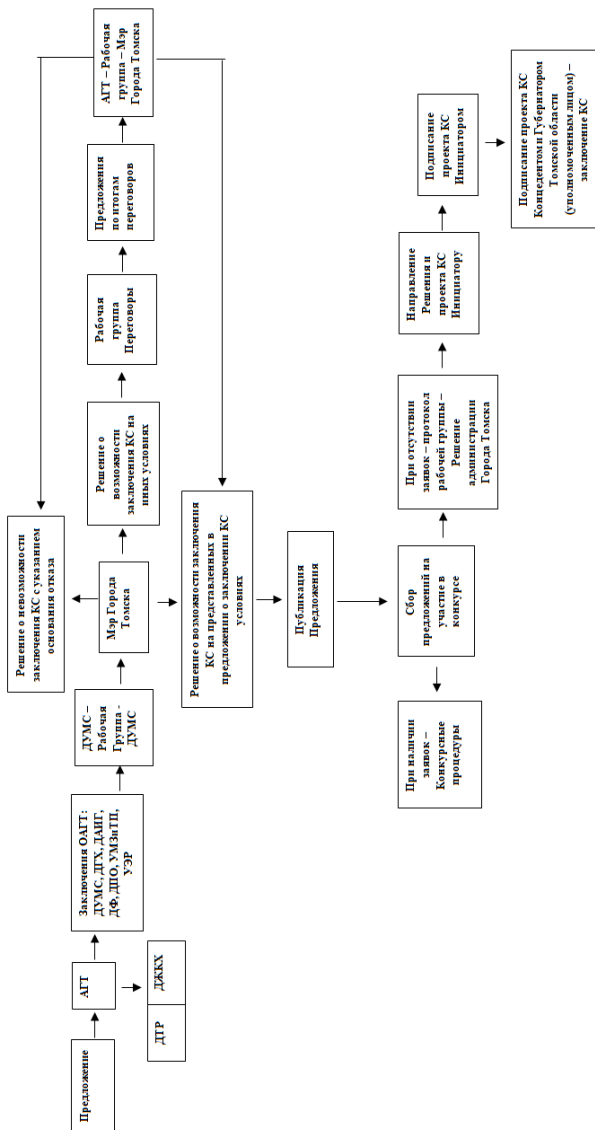 Предложение
АГТ
ДТР
ДЖКХ
Заключения ОАГТ:
ДУМС, ДГХ, ДАИГ,
ДФ, ДПО, УМЗиТП,
УЭР
ДУМС –
Рабочая
Группа -
ДУМС
Мэр Города
Томска
Решение о невозможности
заключения КС с указанием
основания отказа
Решение о
возможности
заключения КС на
иных условиях
Рабочая
группа
Переговоры
Предложения
по итогам
переговоров
АГТ – Рабочая
группа – Мэр
Города Томска
Решение о возможности заключения
КС на представленных в
предложении о заключении КС
условиях
Публикация
Предложения
Сбор
предложений на
участие в
конкурсе
При наличии
заявок –
Конкурсные
процедуры
При отсутствии
заявок – протокол
рабочей группы –
Решение
администрации
Города Томска
Направление
Решения и
проекта КС
Инициатору
Подписание
проекта КС
Инициатором
Подписание проекта КС
Концедентом и Губернатором
Томской области
(уполномоченным лицом) –
заключение КС